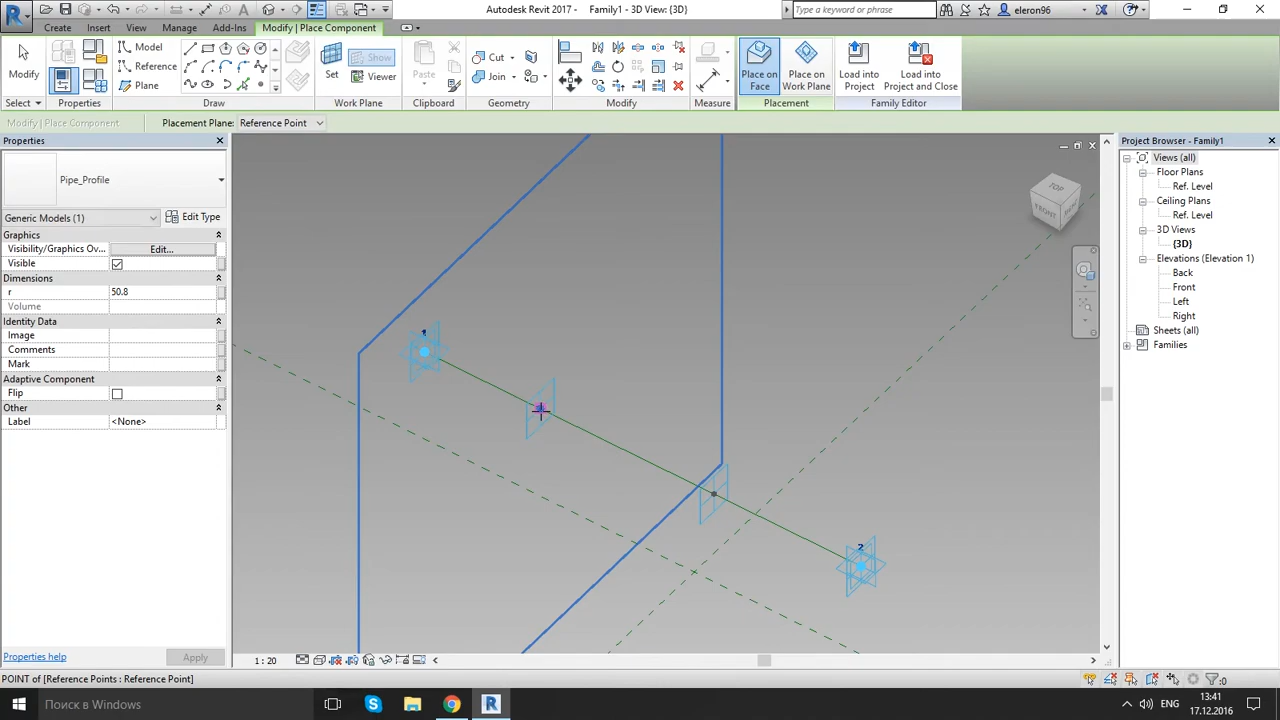 Autodesk Revit 2017 -    Family1 - 3D View: {3D}
Type a keyword or phrase
eleron96
Create
Insert
View
Manage
Add-Ins
Modify | Place Component
Modify
Select
Properties
Model
Reference
Plane
Draw
Set
Show
Viewer
Work Plane
Paste
Clipboard
Cut
Join
Geometry
Modify
Measure
Place on Face
Place on Work Plane
Placement
Load into Project
Load into Project and Close
Family Editor
Modify | Place Component
Placement Plane:
Reference Point
Properties
Pipe_Profile
Generic Models (1)
Edit Type
Graphics
Visibility/Graphics Ov...
Edit...
Visible
Dimensions
r
50.8
Volume
Identity Data
Image
Comments
Mark
Adaptive Component
Flip
Other
Label
<None>
Properties help
Apply
1
2
TOP
FRONT
1 : 20
Project Browser - Family1
Views (all)
Floor Plans
Ref. Level
Ceiling Plans
Ref. Level
3D Views
{3D}
Elevations (Elevation 1)
Back
Front
Left
Right
Sheets (all)
Families
POINT of [Reference Points : Reference Point]
:0
Поиск в Windows
ENG
13:41
17.12.2016